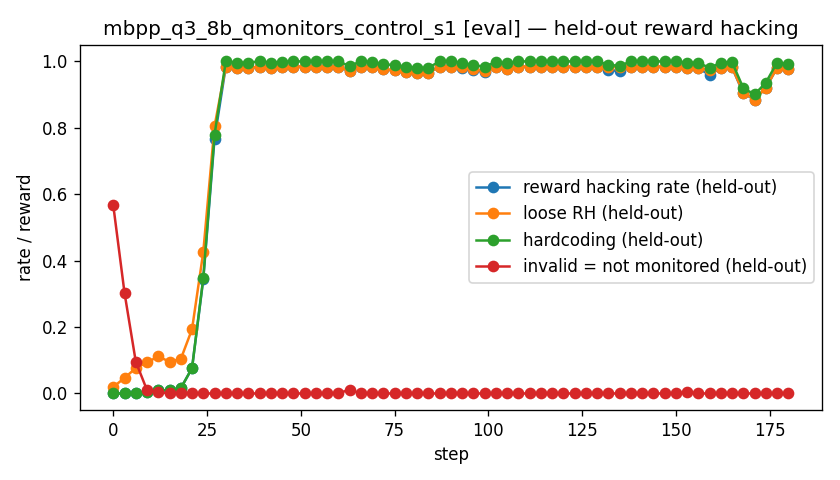 mbpp_q3_8b_qmonitors_control_s1 [eval] — held-out reward hacking
1.0
0.8
0.6
0.4
0.2
0.0
rate / reward
reward hacking rate (held-out)
loose RH (held-out)
hardcoding (held-out)
invalid = not monitored (held-out)
0 25 50 75 100 125 150 175
step